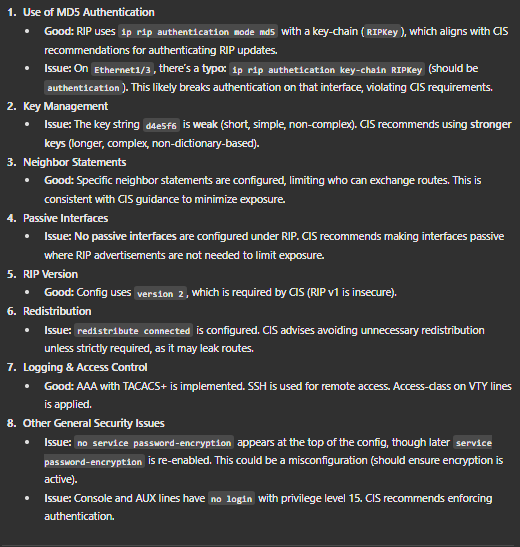 1. Use of MD5 Authentication
• Good: RIP uses ip rip authentication mode md5 with a key-chain ( RIPKey ), which aligns with CIS
recommendations for authenticating RIP updates.
• Issue: On Ethernet1/3 , there's a typo: ip rip authetication key-chain RIPKey (should be
authentication ). This likely breaks authentication on that interface, violating CIS requirements.
2. Key Management
• Issue: The key string d4e5f6 is weak (short, simple, non-complex). CIS recommends using stronger
keys (longer, complex, non-dictionary-based).
3. Neighbor Statements
• Good: Specific neighbor statements are configured, limiting who can exchange routes. This is
consistent with CIS guidance to minimize exposure.
4. Passive Interfaces
• Issue: No passive interfaces are configured under RIP. CIS recommends making interfaces passive
where RIP advertisements are not needed to limit exposure.
5. RIP Version
• Good: Config uses version 2 , which is required by CIS (RIP v1 is insecure).
6. Redistribution
• Issue: redistribute connected is configured. CIS advises avoiding unnecessary redistribution
unless strictly required, as it may leak routes.
7. Logging & Access Control
• Good: AAA with TACACS+ is implemented. SSH is used for remote access. Access-class on VTY lines
is applied.
8. Other General Security Issues
• Issue: no service password-encryption appears at the top of the config, though later service
password-encryption is re-enabled. This could be a misconfiguration (should ensure encryption is
active).
• Issue: Console and AUX lines have no login with privilege level 15. CIS recommends enforcing
authentication.